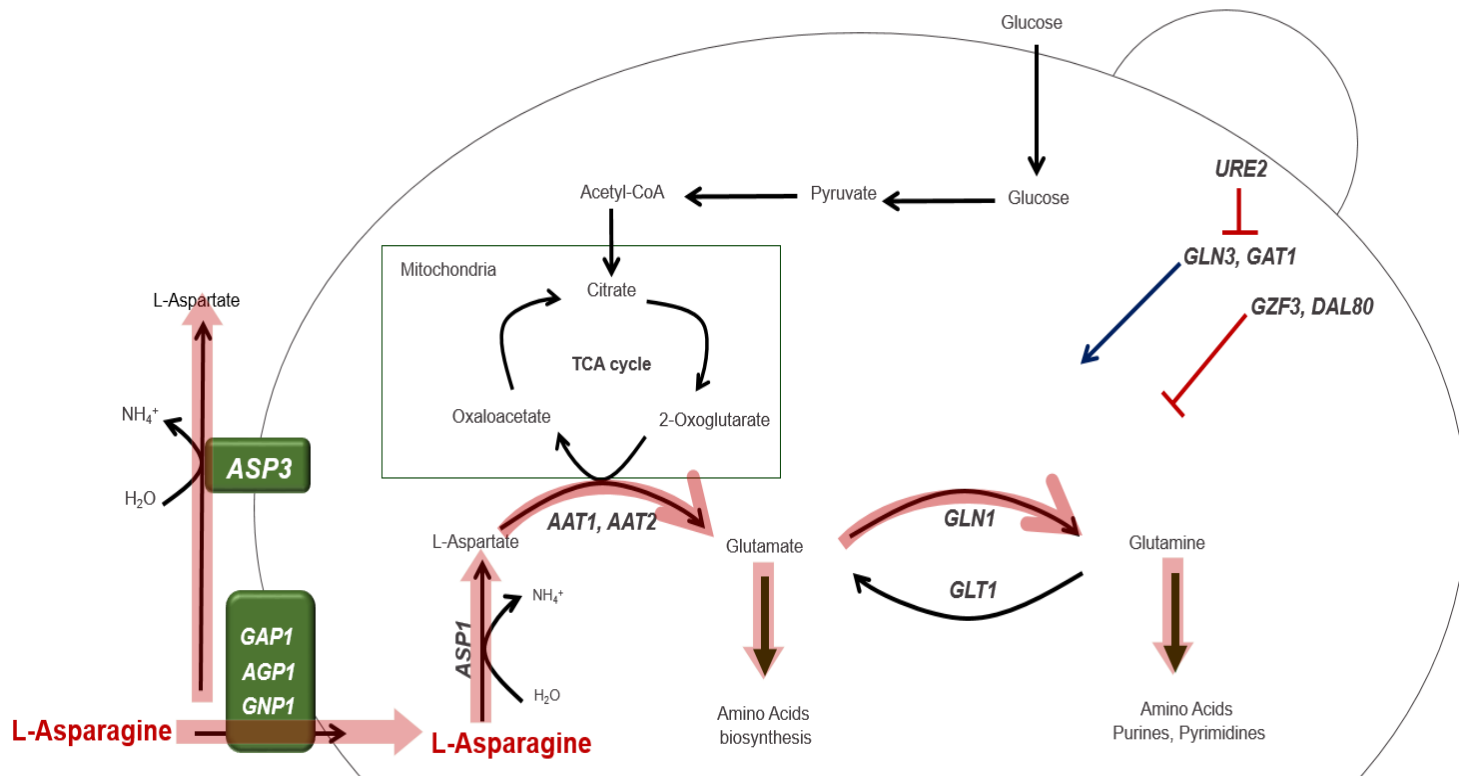 Glucose
URE2
Acetyl-CoA
Pyruvate
Glucose
GLN3, GAT1
Mitochondria
Citrate
L-Aspartate
GZF3, DAL80
TCA cycle
NH₄⁺
Oxaloacetate
2-Oxoglutarate
ASP3
H₂O
AAT1, AAT2
GLN1
L-Aspartate
Glutamate
Glutamine
GLT1
NH₄⁺
ASP1
GAP1
AGP1
GNP1
H₂O
L-Asparagine
L-Asparagine
Amino Acids
biosynthesis
Amino Acids
Purines, Pyrimidines